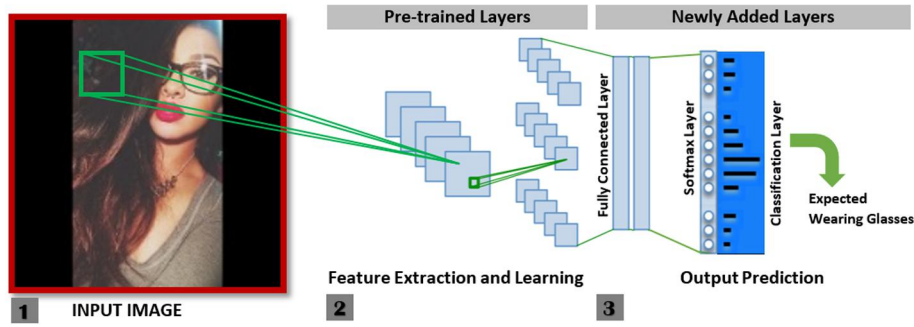 Pre-trained Layers
Newly Added Layers
Fully Connected Layer
Softmax Layer
Classification Layer
Expected
Wearing Glasses
Feature Extraction and Learning
Output Prediction
1
INPUT IMAGE
2
3